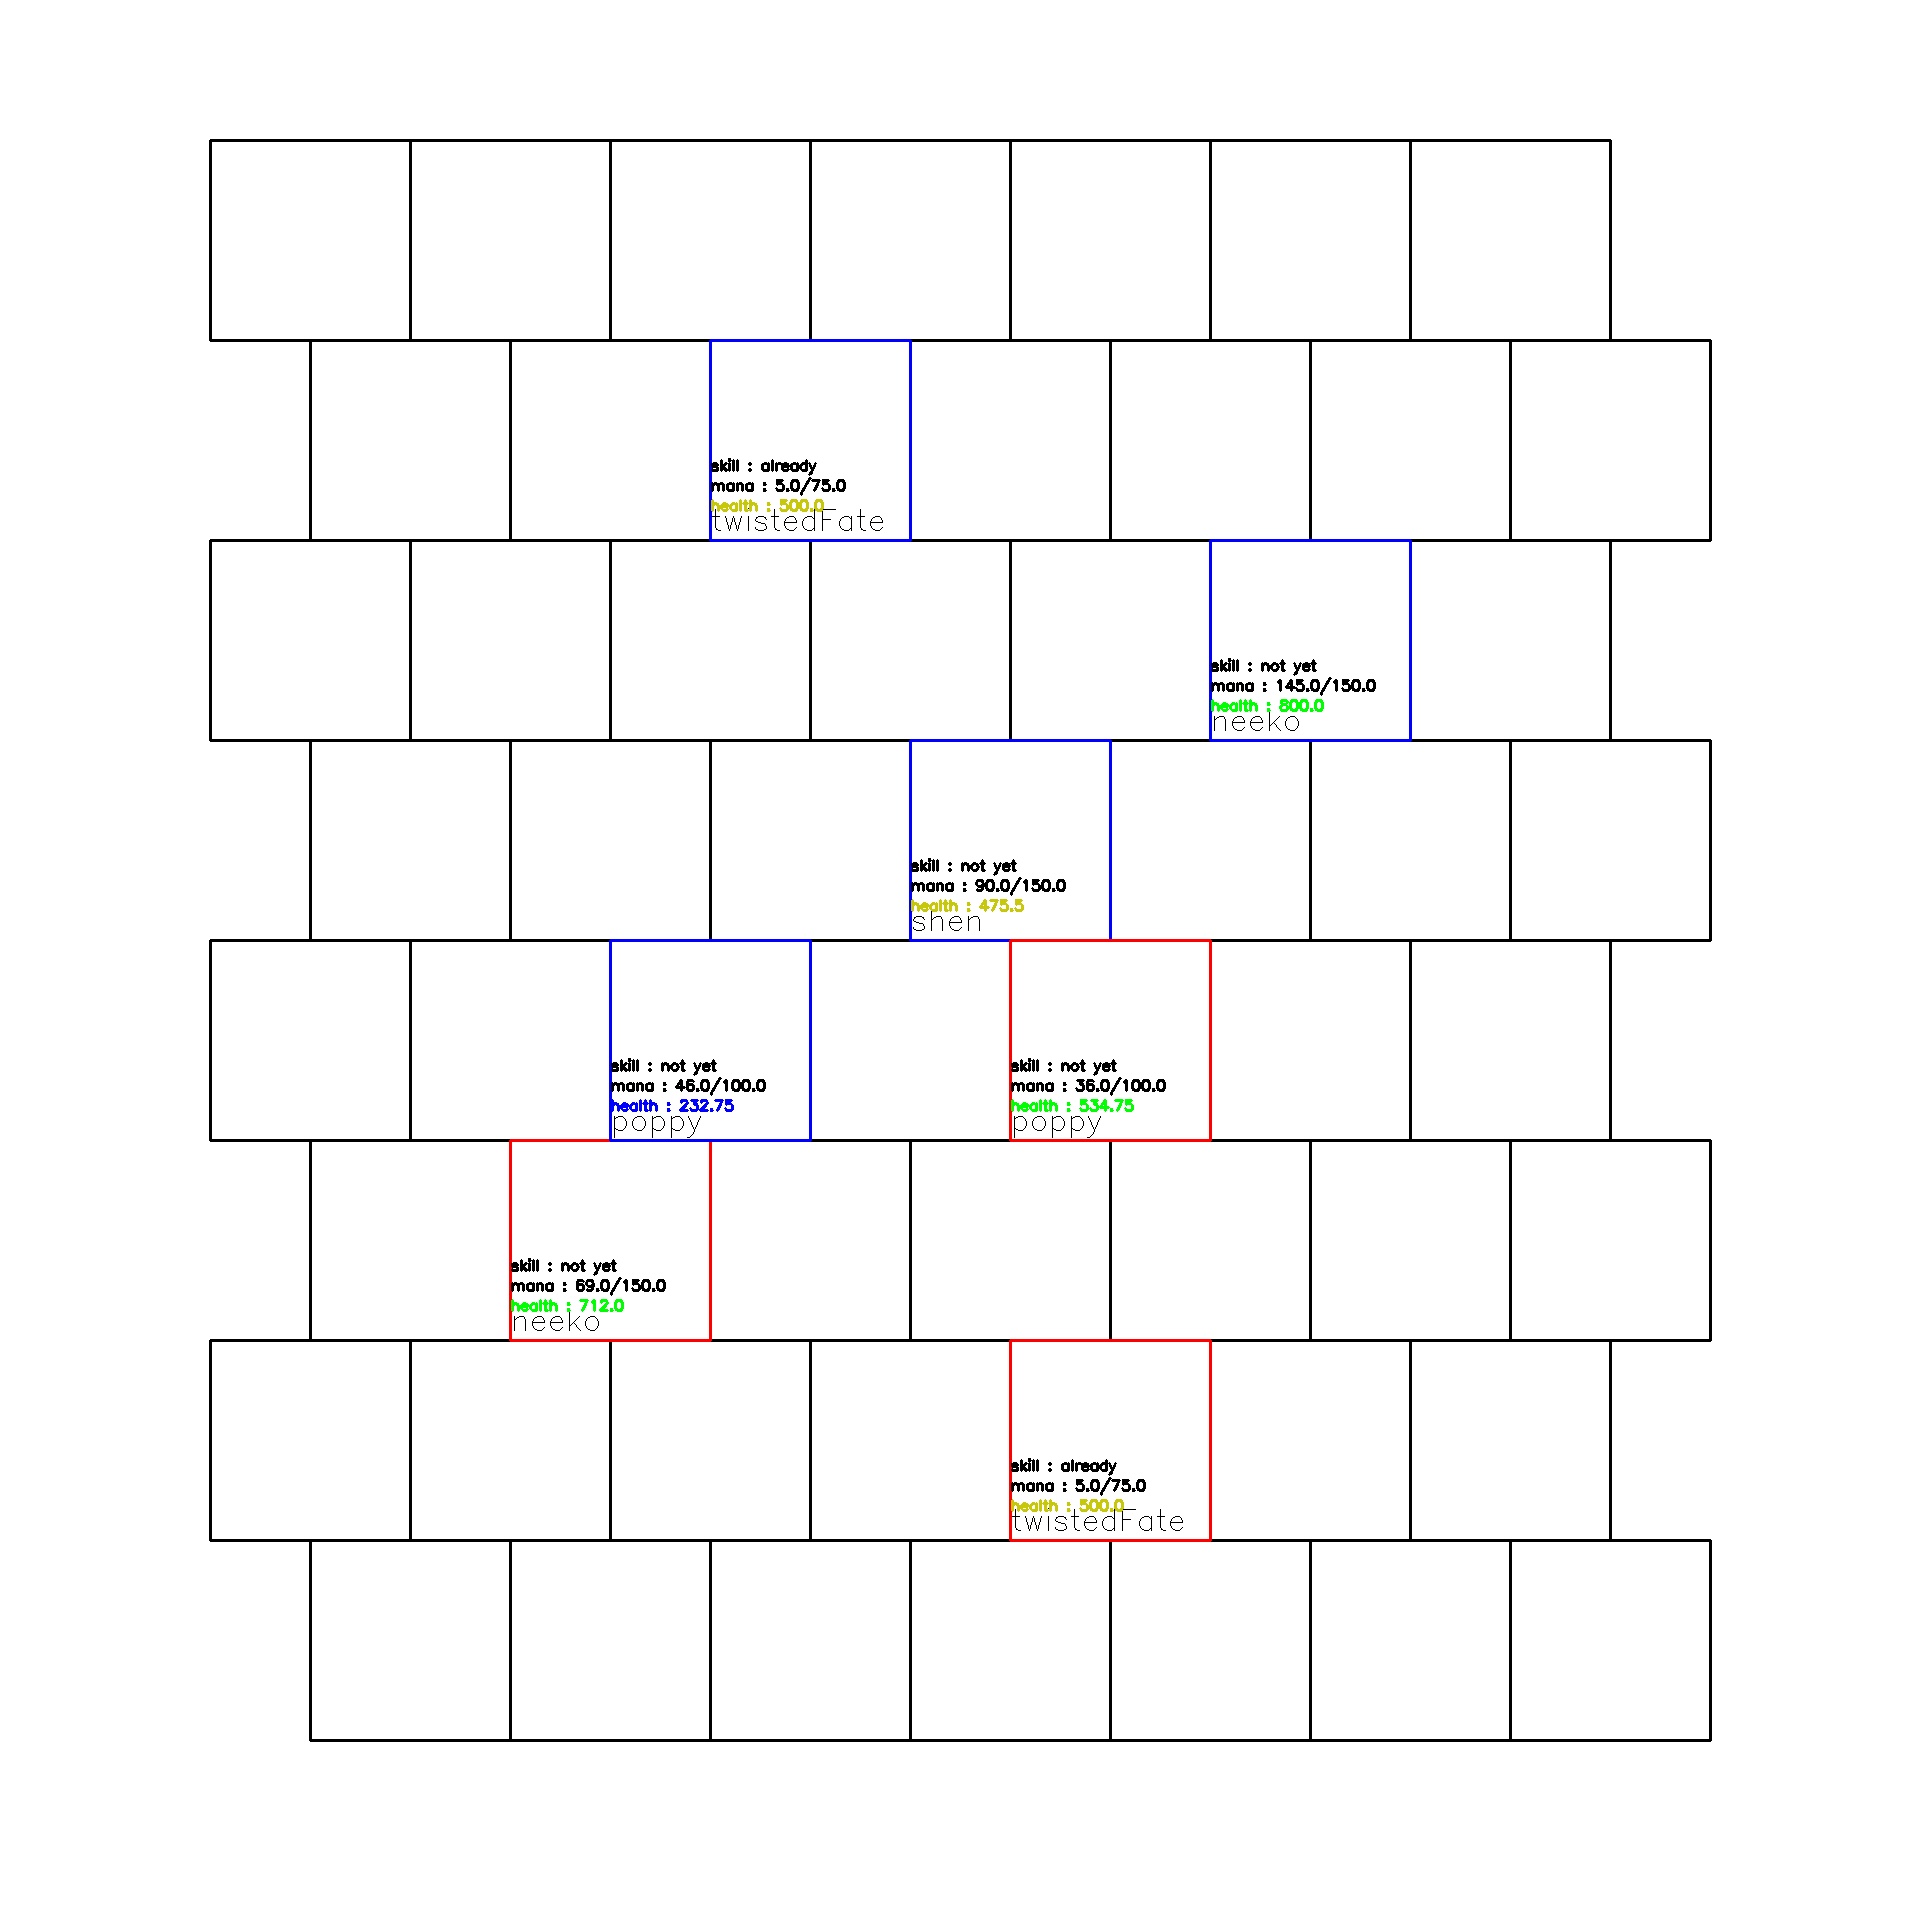 skill : already
mana : 5.0/75.0
health : 500.0
twistedFate
skill : not yet
mana : 145.0/150.0
health : 800.0
neeko
skill : not yet
mana : 90.0/150.0
health : 475.5
shen
skill : not yet
mana : 46.0/100.0
health : 232.75
poppy
skill : not yet
mana : 36.0/100.0
health : 534.75
poppy
skill : not yet
mana : 69.0/150.0
health : 712.0
neeko
skill : already
mana : 5.0/75.0
health : 500.0
twistedFate